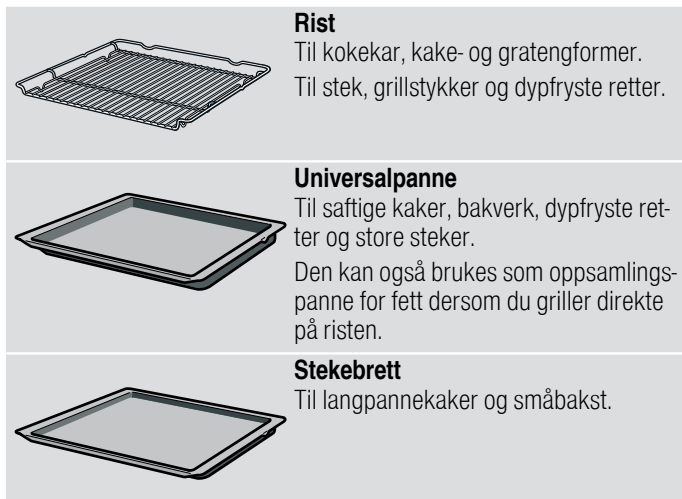 Rist
Til kokekar, kake- og gratengformer.
Til stek, grillstykker og dypfryste retter.
Universalpanne
Til saftige kaker, bakverk, dypfryste ret-
ter og store steker.
Den kan også brukes som oppsamlings-
panne for fett dersom du griller direkte
på risten.
Stekebrett
Til langpannekaker og småbakst.